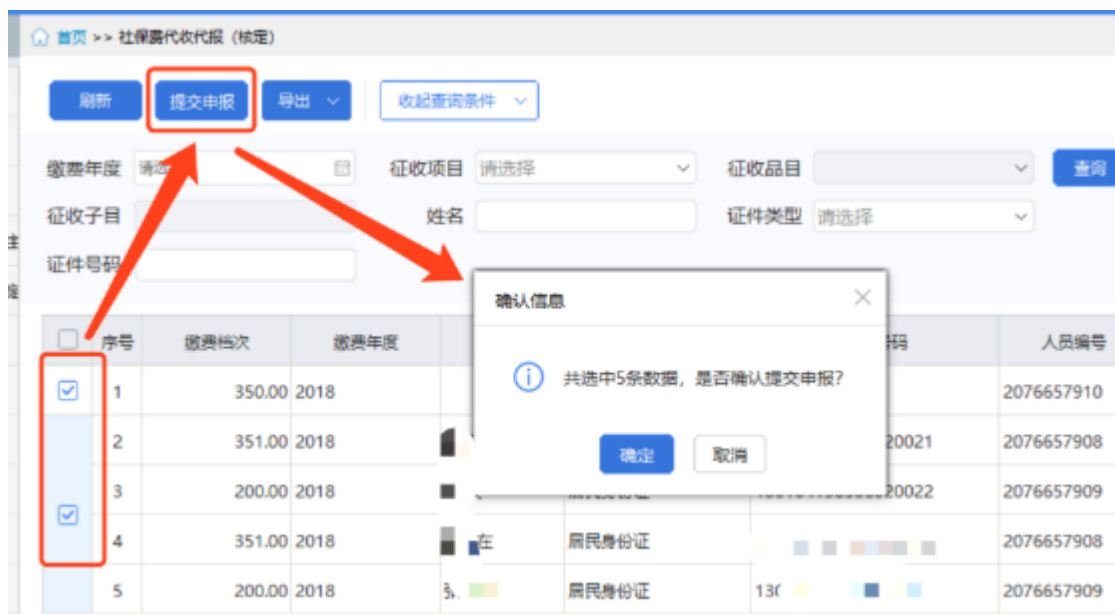 首页 >> 社保费代收代报（核定）
刷新 提交申报 导出 收起查询条件
缴费年度 征收项目 请选择 征收品目 查询
征收子目 姓名 证件类型 请选择
证件号码
确认信息
序号 缴费档次 缴费年度 人员编号
共选中5条数据，是否确认提交申报？
1 350.00 2018 2076657910
2 351.00 2018 20021 2076657908
确定 取消
3 200.00 2018 20022 2076657909
4 351.00 2018 在 居民身份证 2076657908
5 200.00 2018 居民身份证 130 2076657909